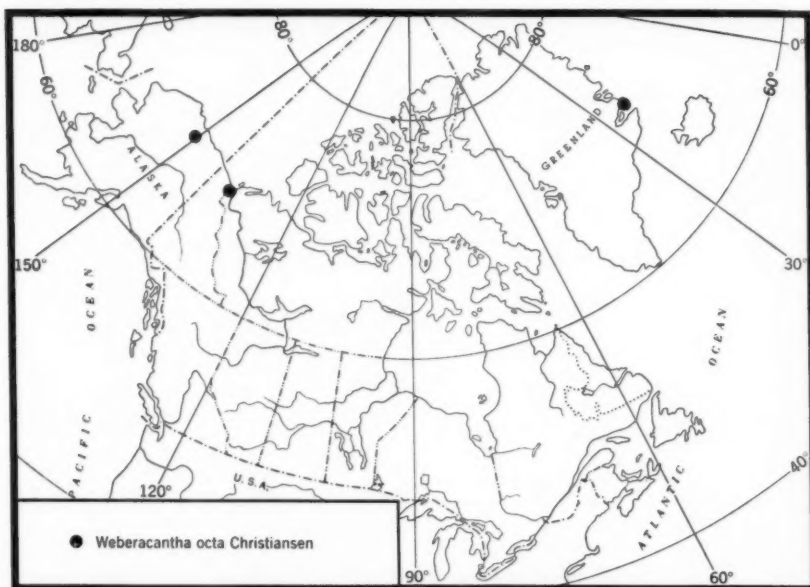 180°
60°
80°
80°
60°
0°
ALASKA
GREENLAND
150°
30°
PACIFIC OCEAN
OCEAN
ATLANTIC
U.S.A.
120°
40°
90°
60°
● Weberacantha octa Christiansen